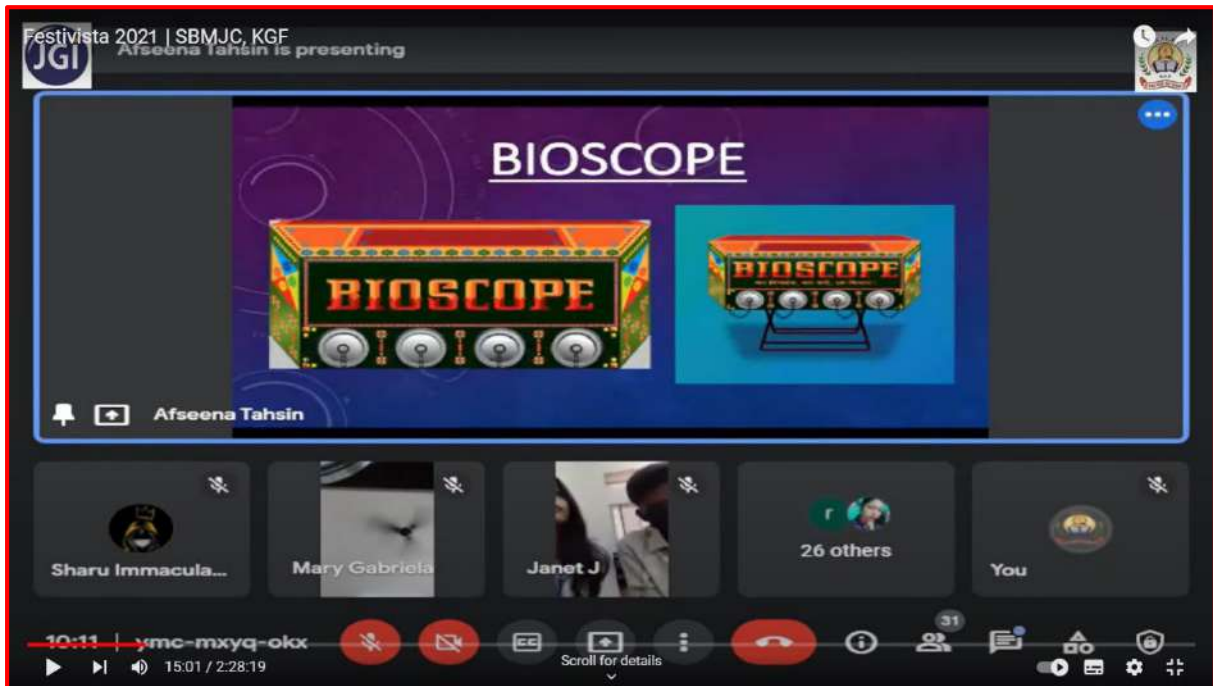 Festivista 2021 | SBMJC, KGF
JGI
Afseena Tahsin is presenting
BIOSCOPE
BIOSCOPE
BIOSCOPE
Afseena Tahsin
Sharu Immacula...
Mary Gabriela
Janet J
r
26 others
You
10:11 | ymc-mxyq-okx
CC
31
Scroll for details
15:01 / 2:28:19